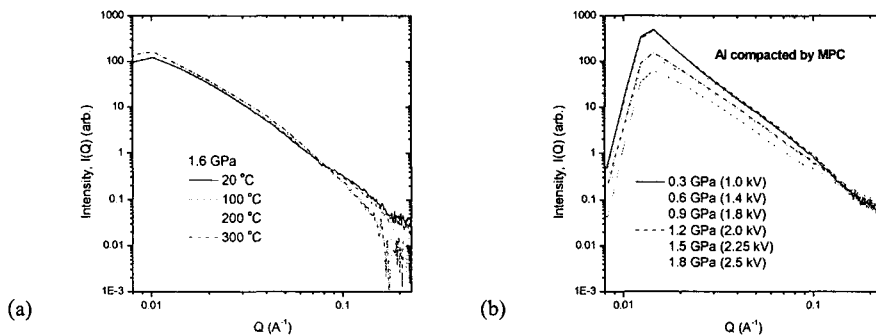 1000
100
10
1
0.1
0.01
1E-3
Intensity, I(Q) (arb.)
1.6 GPa
20 °C
100 °C
200 °C
300 °C
0.01
0.1
Q (A⁻¹)
(a)
1000
100
10
1
0.1
0.01
1E-3
Intensity, I(Q) (arb.)
Al compacted by MPC
0.3 GPa (1.0 kV)
0.6 GPa (1.4 kV)
0.9 GPa (1.8 kV)
1.2 GPa (2.0 kV)
1.5 GPa (2.25 kV)
1.8 GPa (2.5 kV)
0.01
0.1
Q (A⁻¹)
(b)